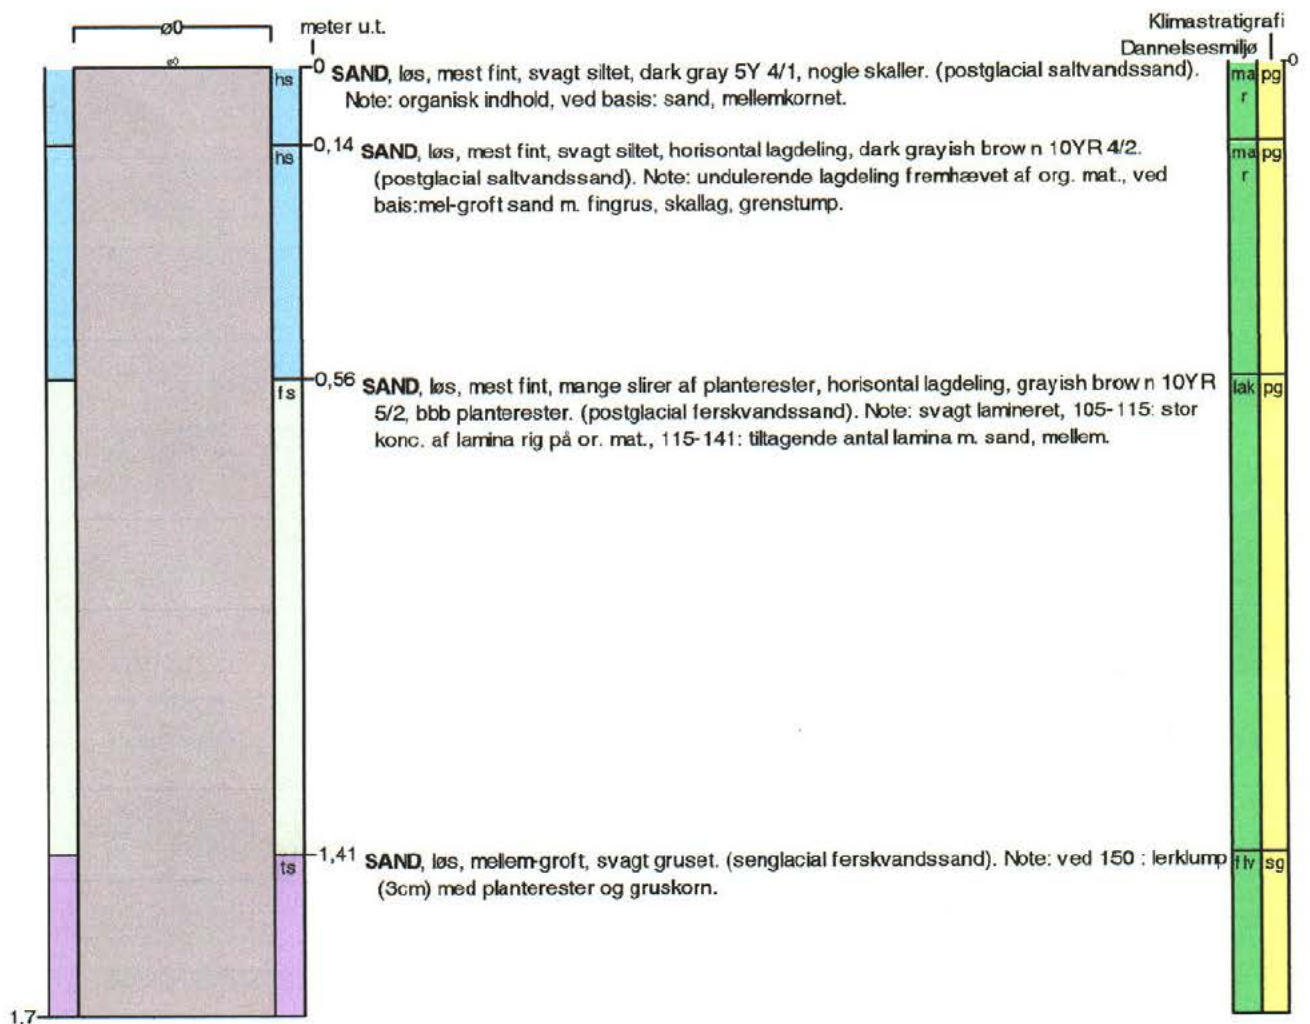 ø0
meter u.t.
Klimastratigrafi
Dannelsesmiljø
ø0
0
hs
0 SAND, løs, mest fint, svagt siltet, dark gray 5Y 4/1, nogle skaller. (postglacial saltvandssand).
Note: organisk indhold, ved basis: sand, mellemkornet.
ma pg
r
hs
0,14 SAND, løs, mest fint, svagt siltet, horisontal lagdeling, dark grayish brow n 10YR 4/2.
(postglacial saltvandssand). Note: undulerende lagdeling fremhævet af org. mat., ved
bais:mel-groft sand m. fingrus, skallag, grenstump.
ma pg
r
fs
0,56 SAND, løs, mest fint, mange slirer af planterester, horisontal lagdeling, grayish brow n 10YR
5/2, bbb planterester. (postglacial ferskvandssand). Note: svagt lamineret, 105-115: stor
konc. af lamina rig på or. mat., 115-141: tiltagende antal lamina m. sand, mellem.
lak pg
ts
1,41 SAND, løs, mellem-groft, svagt gruset. (senglacial ferskvandssand). Note: ved 150 : lerklump
(3cm) med planterester og gruskorn.
flv sg
1,7